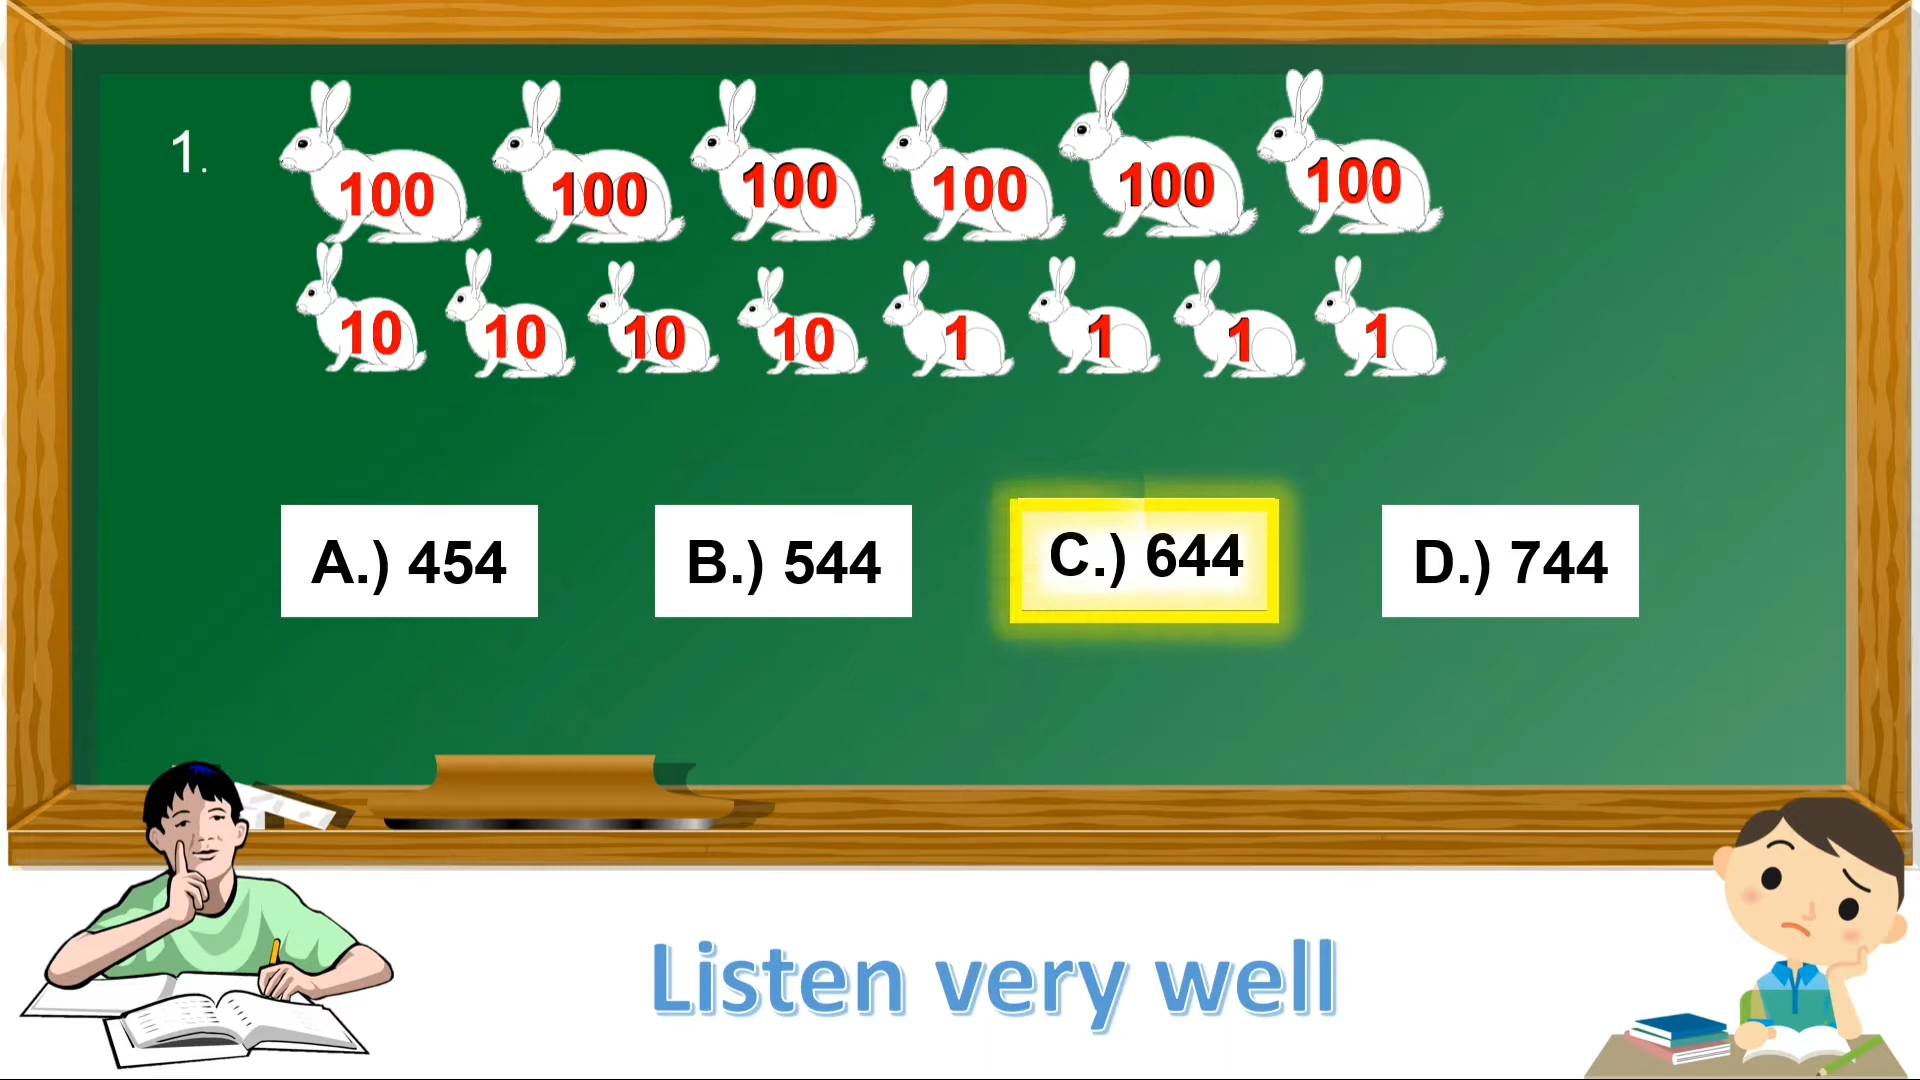 1.
100 100 100 100 100 100
10 10 10 10 1 1 1 1
A.) 454 B.) 544 C.) 644 D.) 744
Listen very well